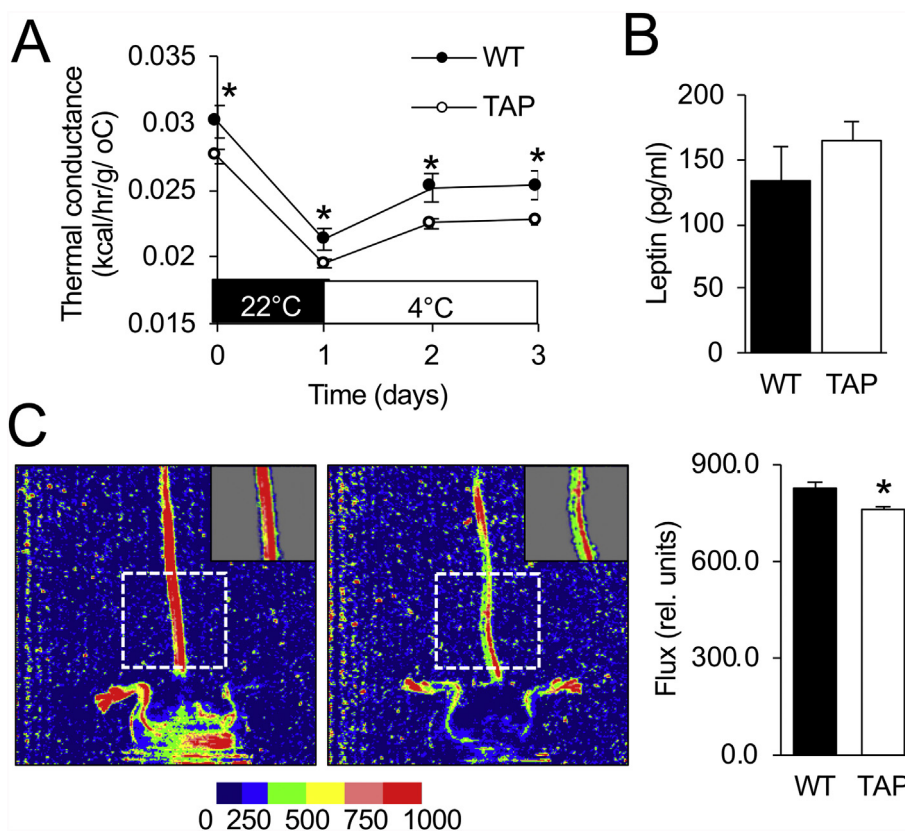 A
Thermal conductance
(kcal/hr/g/ oC)
0.035
0.03
0.025
0.02
0.015
WT
TAP
*
*
*
*
22°C
4°C
0 1 2 3
Time (days)
B
Leptin (pg/ml)
200
150
100
50
0
WT TAP
C
0 250 500 750 1000
Flux (rel. units)
900.0
600.0
300.0
0.0
*
WT TAP